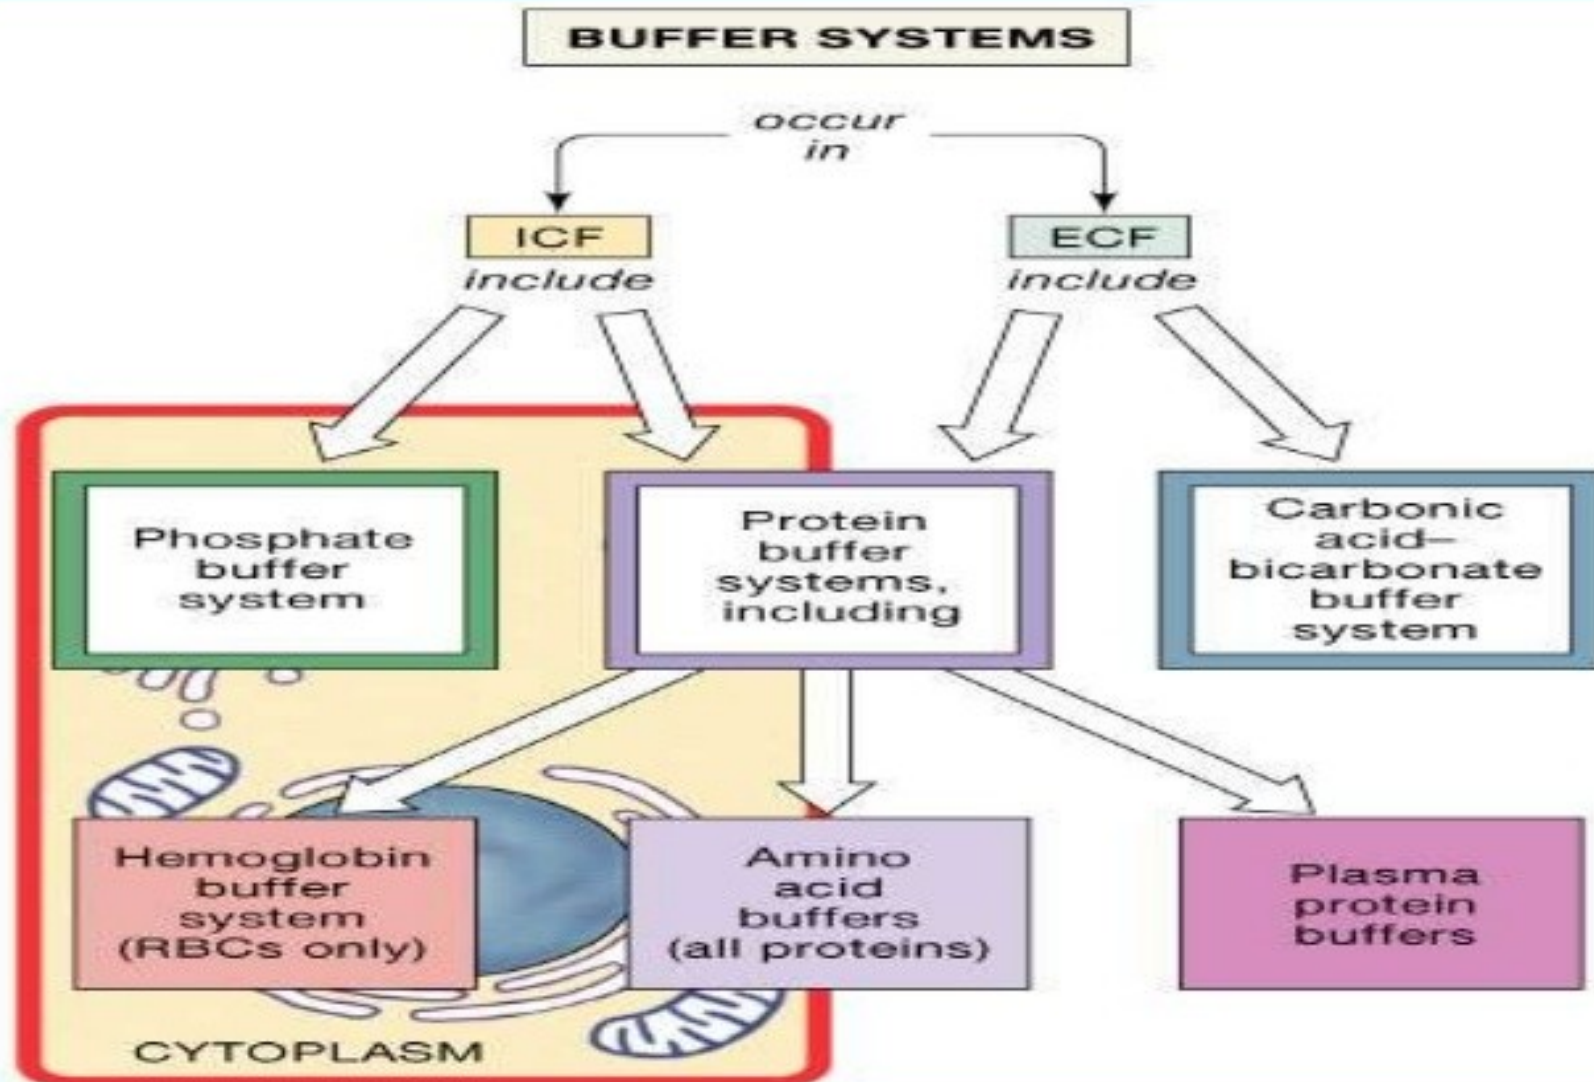 BUFFER SYSTEMS
occur
in
ICF
include
ECF
include
Phosphate
buffer
system
Protein
buffer
systems,
including
Carbonic
acid–
bicarbonate
buffer
system
Hemoglobin
buffer
system
(RBCs only)
Amino
acid
buffers
(all proteins)
Plasma
protein
buffers
CYTOPLASM